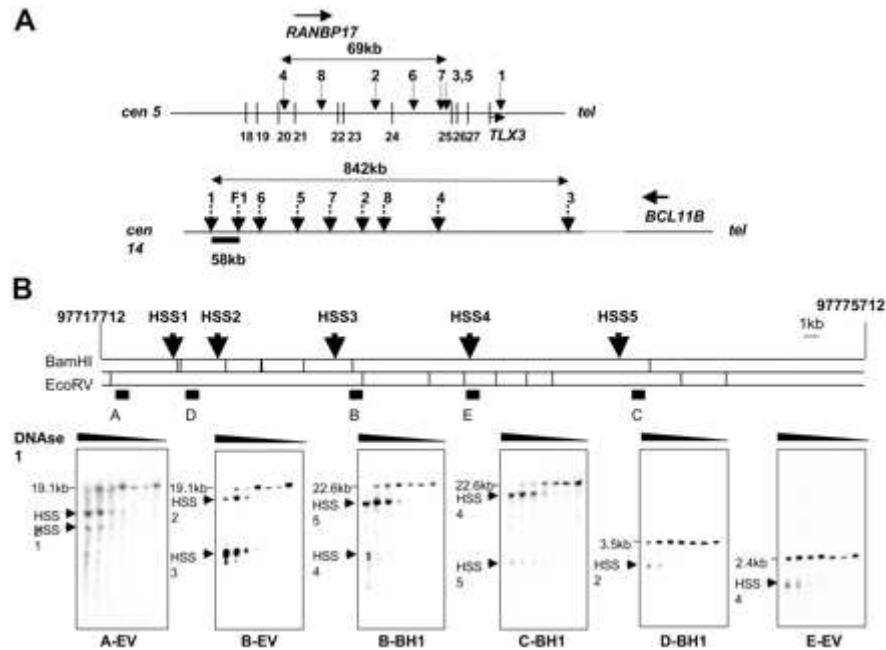 A
RANBP17
69kb
4 8 2 6 7 3,5 1
cen 5 tel
18 19 20 21 22 23 24 25 26 27 TLX3
842kb
1 F1 6 5 7 2 8 4 3
BCL11B
cen 14 tel
58kb
B
97717712 HSS1 HSS2 HSS3 HSS4 HSS5 97775712
1kb
BamHI
EcoRV
A D B E C
DNAse 1
19.1kb
HSS
HSS 1
A-EV
19.1kb
HSS 2
HSS 3
B-EV
22.6kb
HSS 5
HSS 4
B-BH1
22.6kb
HSS 4
HSS 5
C-BH1
3.5kb
HSS 2
D-BH1
2.4kb
HSS 4
E-EV